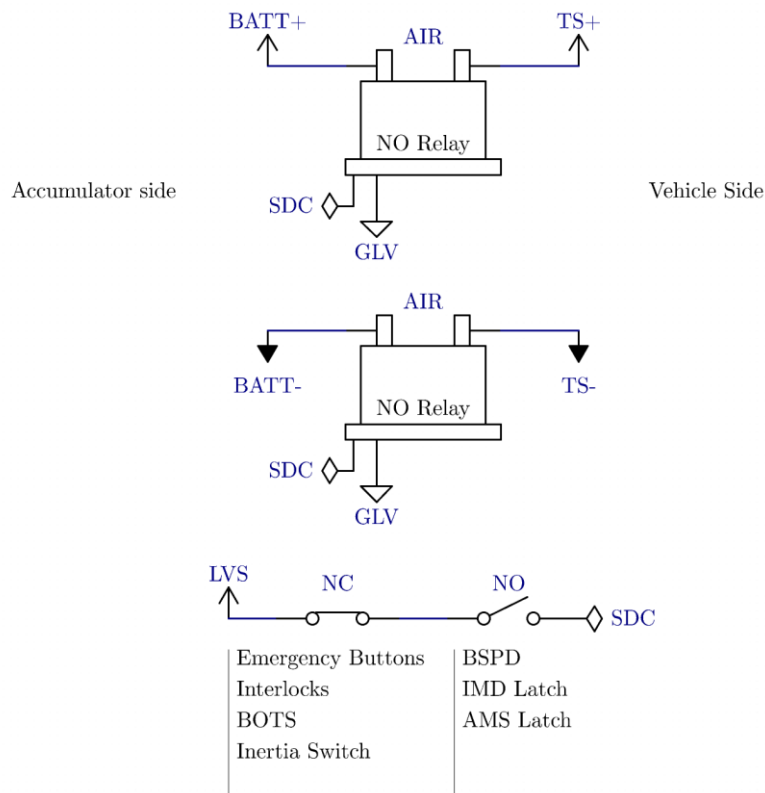 BATT+ AIR TS+
NO Relay
Accumulator side Vehicle Side
SDC
GLV
AIR
BATT- TS-
NO Relay
SDC
GLV
LVS NC NO
SDC
Emergency Buttons BSPD
Interlocks IMD Latch
BOTS AMS Latch
Inertia Switch